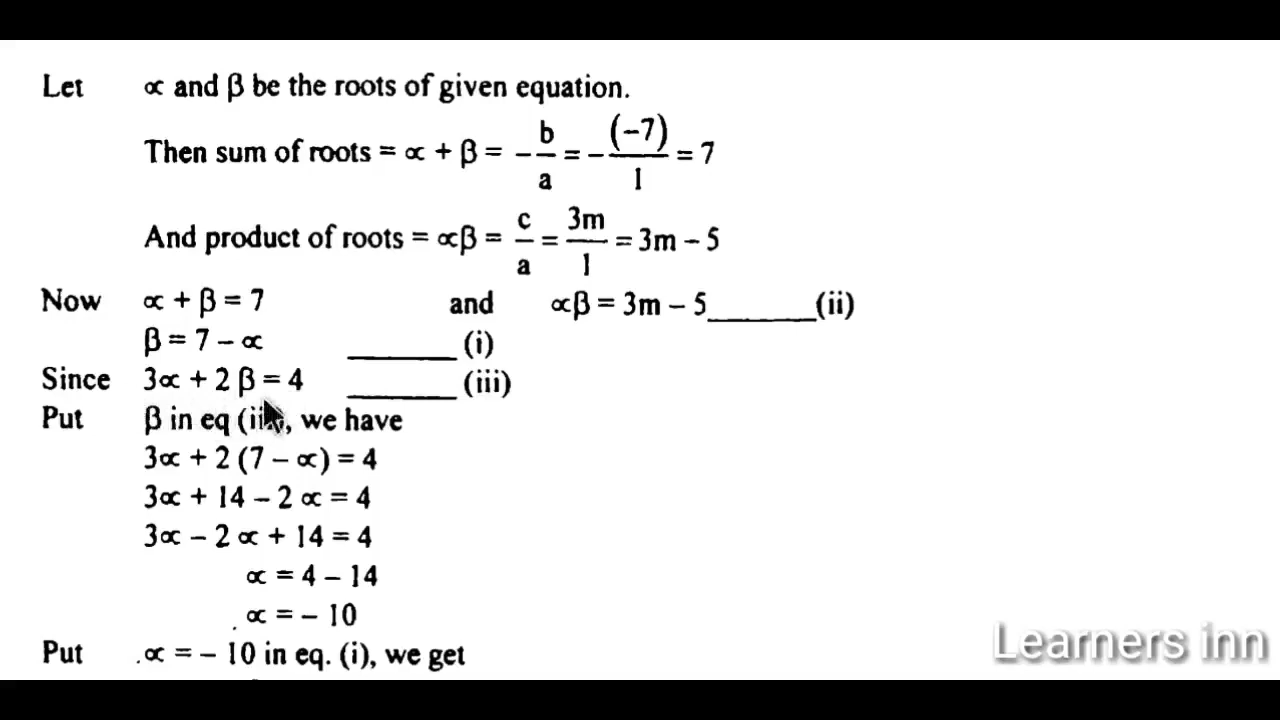 Let ∝ and β be the roots of given equation.
Then sum of roots = ∝ + β = - b/a = - (-7)/1 = 7
And product of roots = ∝β = c/a = 3m/1 = 3m - 5
Now ∝ + β = 7 and ∝β = 3m - 5______(ii)
β = 7 - ∝ ______(i)
Since 3∝ + 2 β = 4 ______(iii)
Put β in eq , we have
3∝ + 2 (7 - ∝) = 4
3∝ + 14 - 2 ∝ = 4
3∝ - 2 ∝ + 14 = 4
∝ = 4 - 14
∝ = - 10
Put ∝ = - 10 in eq. (i), we get
Learners inn